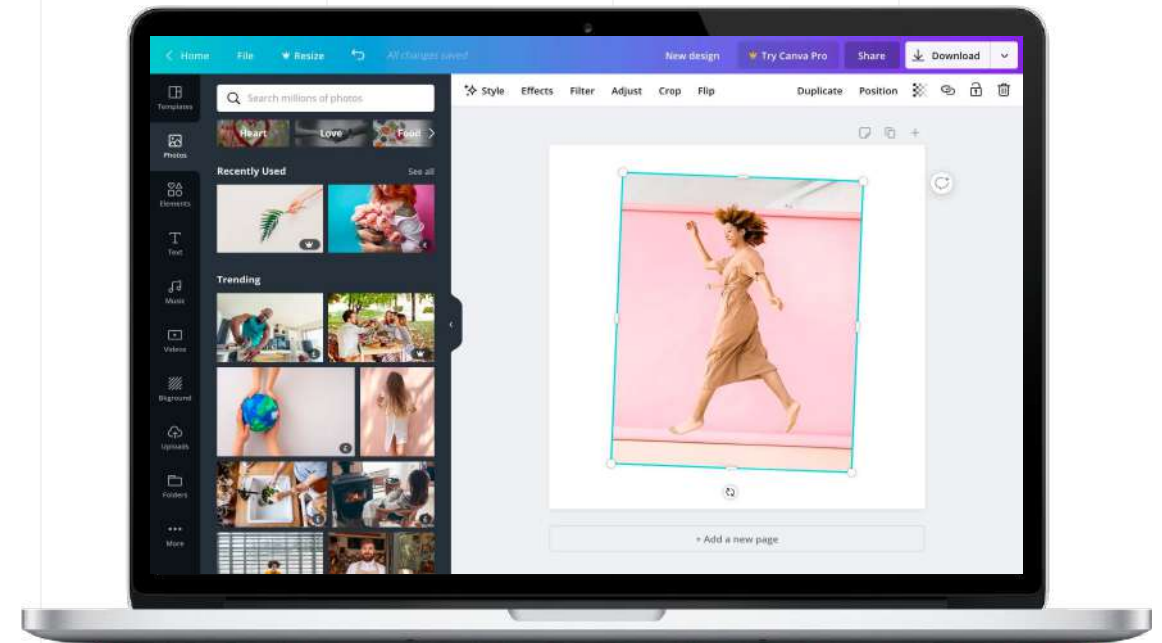 Home File Resize All changes saved New design Try Canva Pro Share Download
Templates
Photos
Elements
Text
Music
Videos
Bkground
Uploads
Folders
More
Search millions of photos
Heart Love Food
Recently Used See all
Trending
Style Effects Filter Adjust Crop Flip Duplicate Position
+ Add a new page